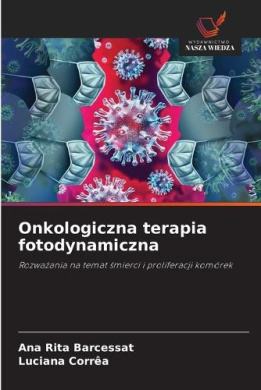 WYDAWNICTWO
NASZA WIEDZA
Onkologiczna terapia
fotodynamiczna
Rozważania na temat śmierci i proliferacji komórek
Ana Rita Barcessat
Luciana Corrêa